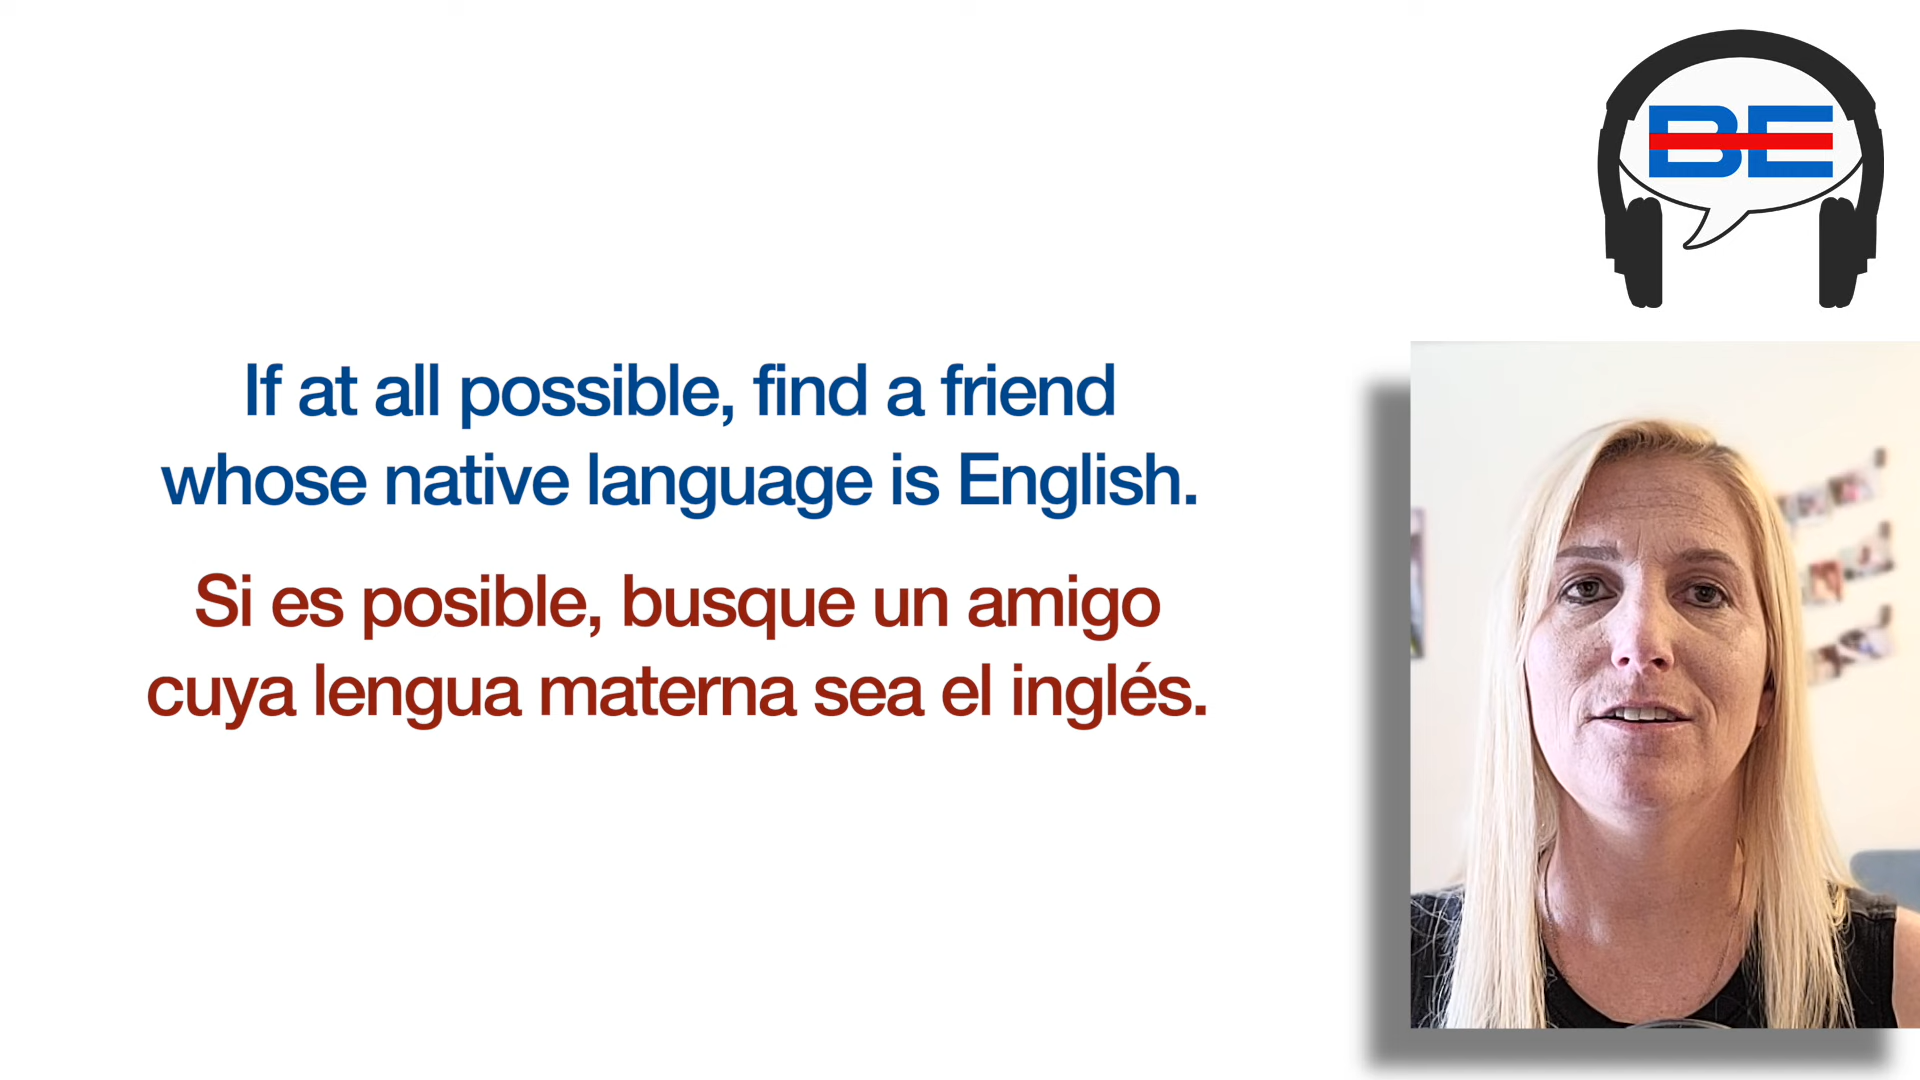 BE
If at all possible, find a friend
whose native language is English.
Si es posible, busque un amigo
cuya lengua materna sea el inglés.